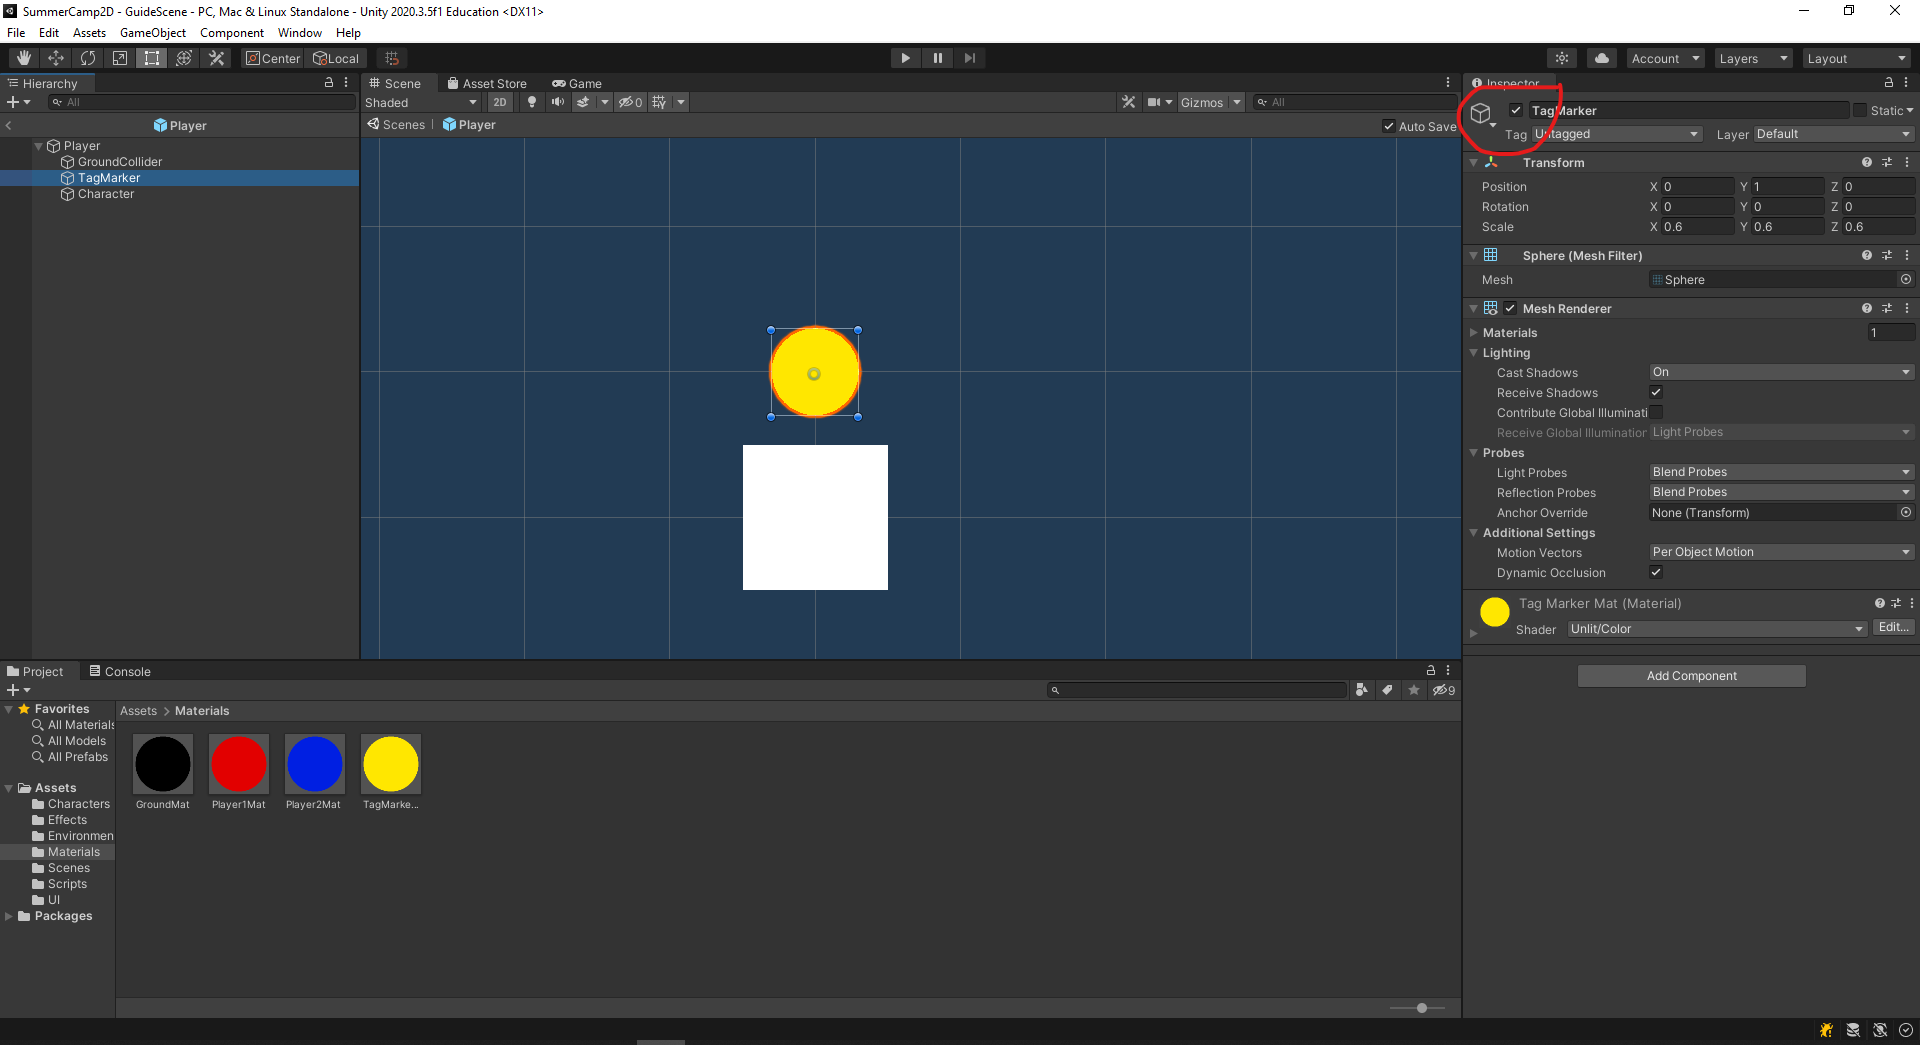 SummerCamp2D - GuideScene - PC, Mac & Linux Standalone - Unity 2020.3.5f1 Education <DX11>
File Edit Assets GameObject Component Window Help
Center Local Account Layers Layout
Hierarchy
All
Player
Player
GroundCollider
TagMarker
Character
Scene Asset Store Game
Shaded 2D 0 Gizmos All
Scenes Player Auto Save
Inspector
TagMarker Static
Tag Untagged Layer Default
Transform
Position X 0 Y 1 Z 0
Rotation X 0 Y 0 Z 0
Scale X 0.6 Y 0.6 Z 0.6
Sphere (Mesh Filter)
Mesh Sphere
Mesh Renderer
Materials 1
Lighting
Cast Shadows On
Receive Shadows
Contribute Global Illuminati
Receive Global Illumination Light Probes
Probes
Light Probes Blend Probes
Reflection Probes Blend Probes
Anchor Override None (Transform)
Additional Settings
Motion Vectors Per Object Motion
Dynamic Occlusion
Tag Marker Mat (Material)
Shader Unlit/Color Edit...
Add Component
Project Console
9
Favorites
All Materials
All Models
All Prefabs
Assets
Characters
Effects
Environmen
Materials
Scenes
Scripts
UI
Packages
Assets > Materials
GroundMat Player1Mat Player2Mat TagMarke...